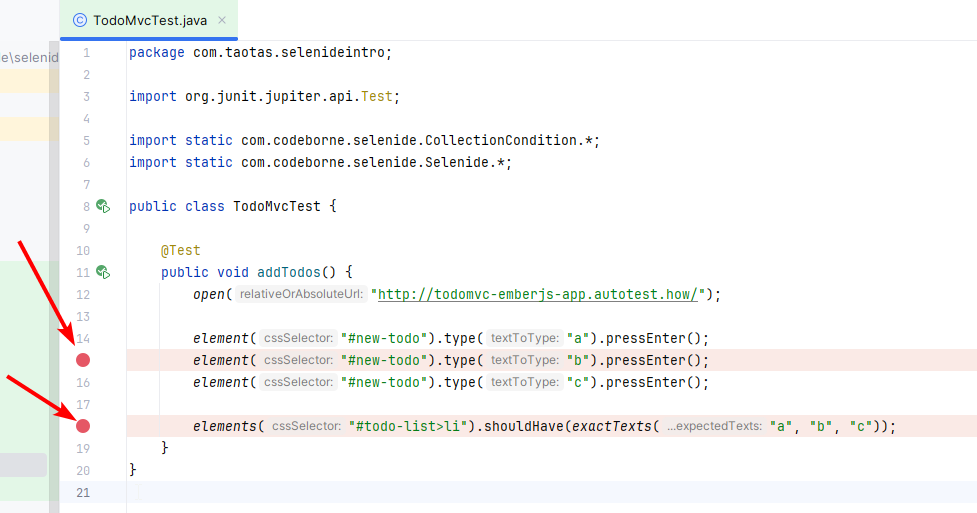 TodoMvcTest.java
e\selenid
1 package com.taotas.selenideintro;
2
3 import org.junit.jupiter.api.Test;
4
5 import static com.codeborne.selenide.CollectionCondition.*;
6 import static com.codeborne.selenide.Selenide.*;
7
8 public class TodoMvcTest {
9
10 @Test
11 public void addTodos() {
12 open( relativeOrAbsoluteUrl: "http://todomvc-emberjs-app.autotest.how/");
13
14 element( cssSelector: "#new-todo").type( textToType: "a").pressEnter();
element( cssSelector: "#new-todo").type( textToType: "b").pressEnter();
16 element( cssSelector: "#new-todo").type( textToType: "c").pressEnter();
17
elements( cssSelector: "#todo-list>li").shouldHave(exactTexts( ...expectedTexts: "a", "b", "c"));
19 }
20 }
21